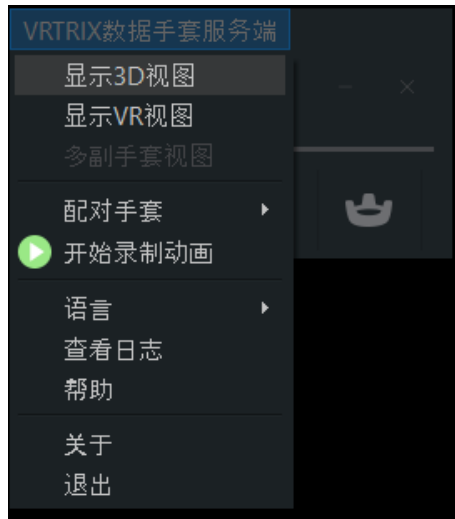 VRTRIX数据手套服务端
显示3D视图
显示VR视图
多副手套视图
配对手套
开始录制动画
语言
查看日志
帮助
关于
退出